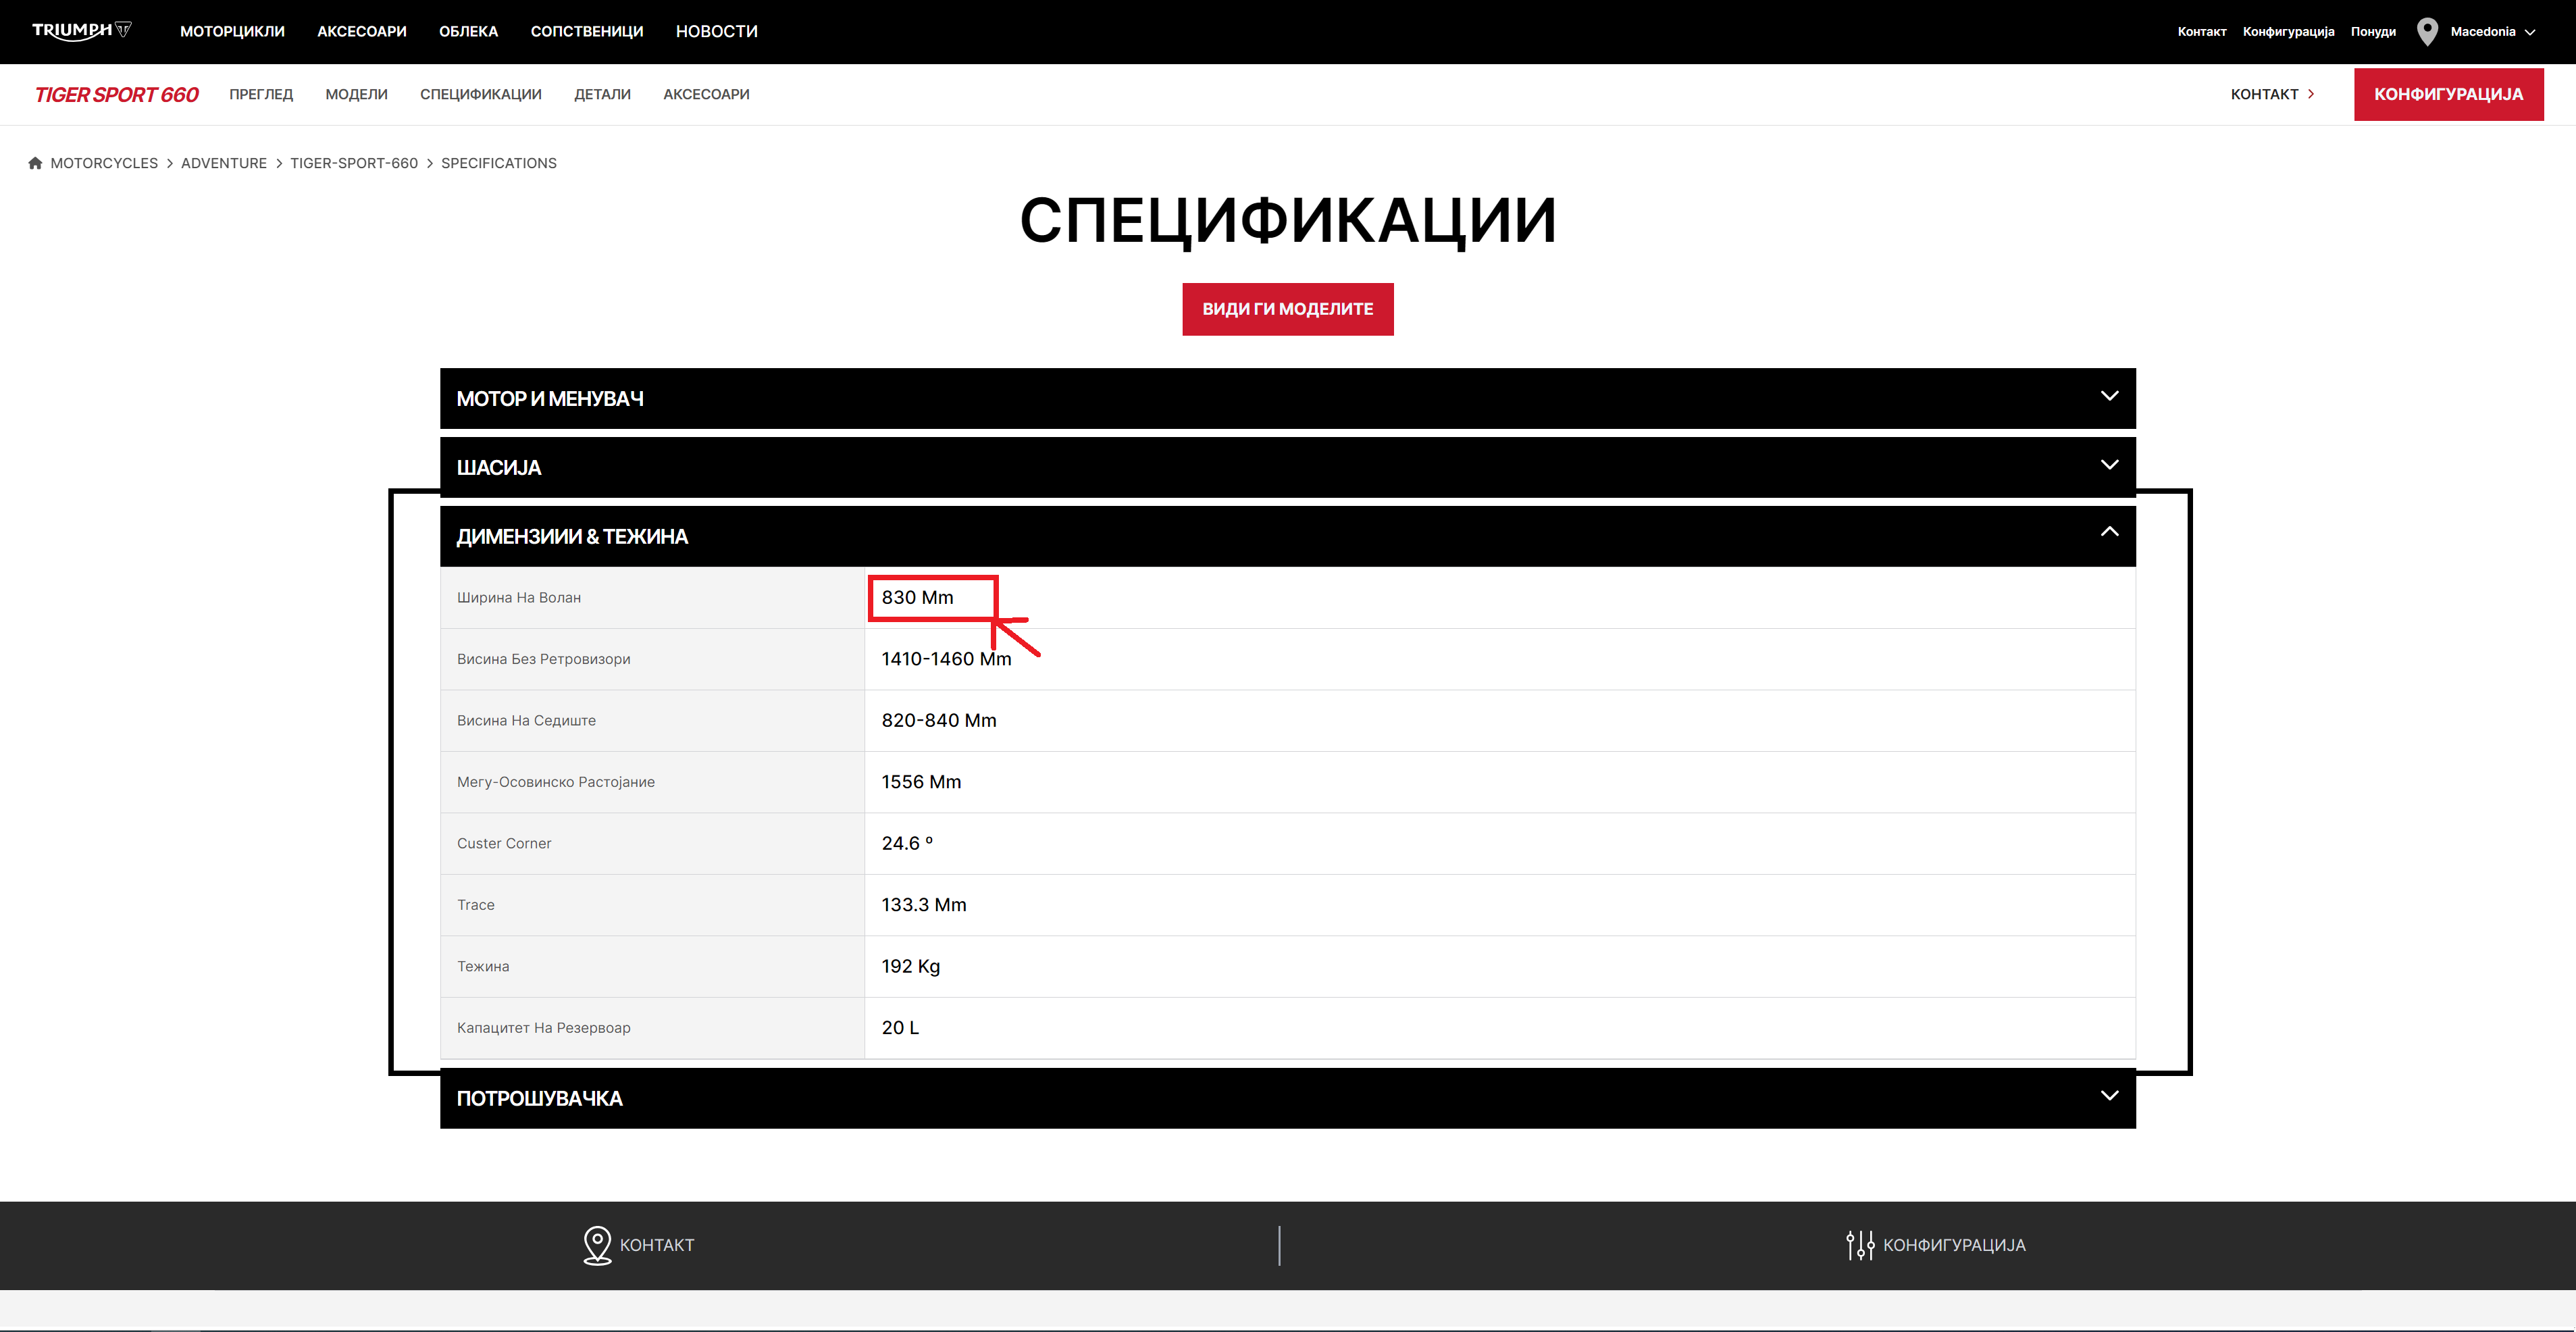 TRIUMPH
МОТОРЦИКЛИ АКСЕСОАРИ ОБЛЕКА СОПСТВЕНИЦИ НОВОСТИ
Контакт Конфигурација Понуди Macedonia
TIGER SPORT 660 ПРЕГЛЕД МОДЕЛИ СПЕЦИФИКАЦИИ ДЕТАЛИ АКСЕСОАРИ
КОНТАКТ > КОНФИГУРАЦИЈА
MOTORCYCLES > ADVENTURE > TIGER-SPORT-660 > SPECIFICATIONS
СПЕЦИФИКАЦИИ
ВИДИ ГИ МОДЕЛИТЕ
МОТОР И МЕНУВАЧ
ШАСИЈА
ДИМЕНЗИИИ & ТЕЖИНА
Ширина На Волан 830 Mm
Висина Без Ретровизори 1410-1460 Mm
Висина На Седиште 820-840 Mm
Мегу-Осовинско Растојание 1556 Mm
Custer Corner 24.6 º
Trace 133.3 Mm
Тежина 192 Kg
Капацитет На Резервоар 20 L
ПОТРОШУВАЧКА
КОНТАКТ
КОНФИГУРАЦИЈА